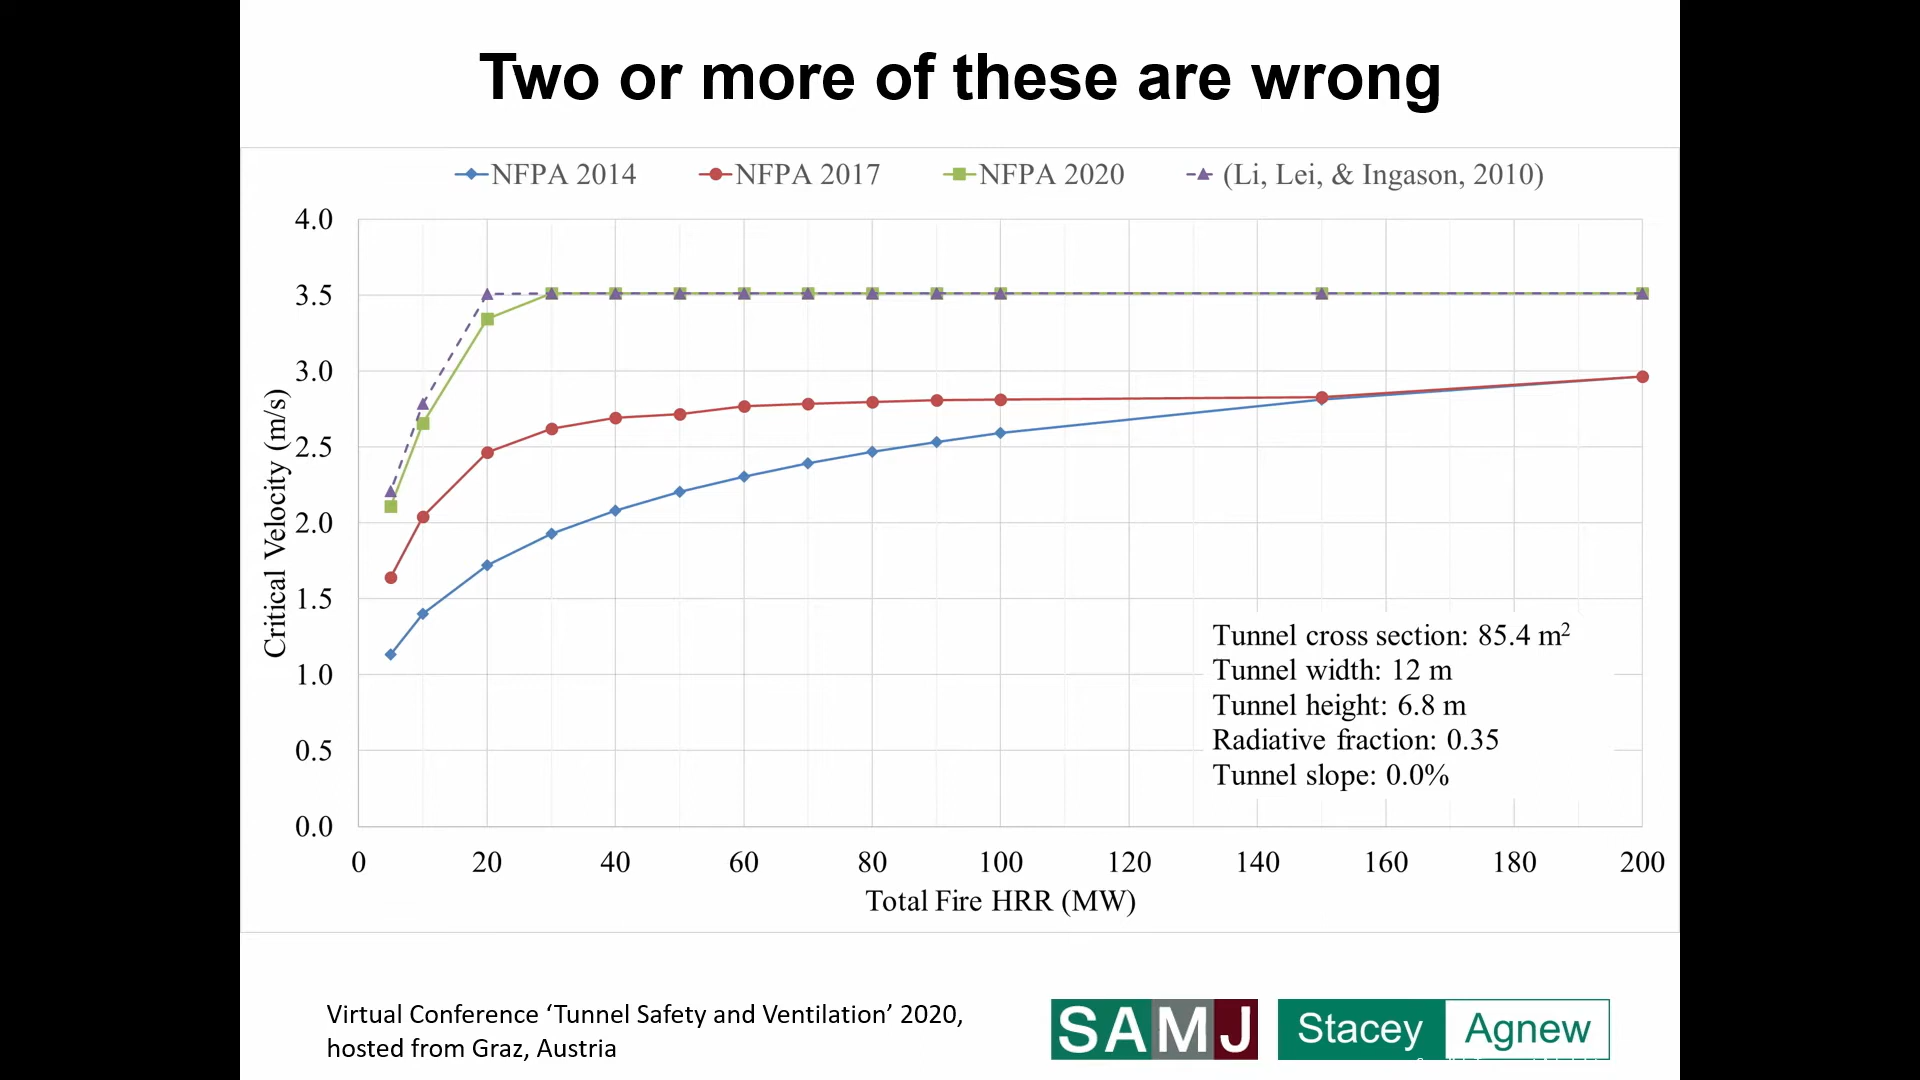 Two or more of these are wrong
NFPA 2014 NFPA 2017 NFPA 2020 (Li, Lei, & Ingason, 2010)
4.0
3.5
3.0
2.5
2.0
1.5
1.0
0.5
0.0
Critical Velocity (m/s)
Tunnel cross section: 85.4 m²
Tunnel width: 12 m
Tunnel height: 6.8 m
Radiative fraction: 0.35
Tunnel slope: 0.0%
0 20 40 60 80 100 120 140 160 180 200
Total Fire HRR (MW)
Virtual Conference ‘Tunnel Safety and Ventilation’ 2020,
hosted from Graz, Austria
SAMJ
Stacey Agnew